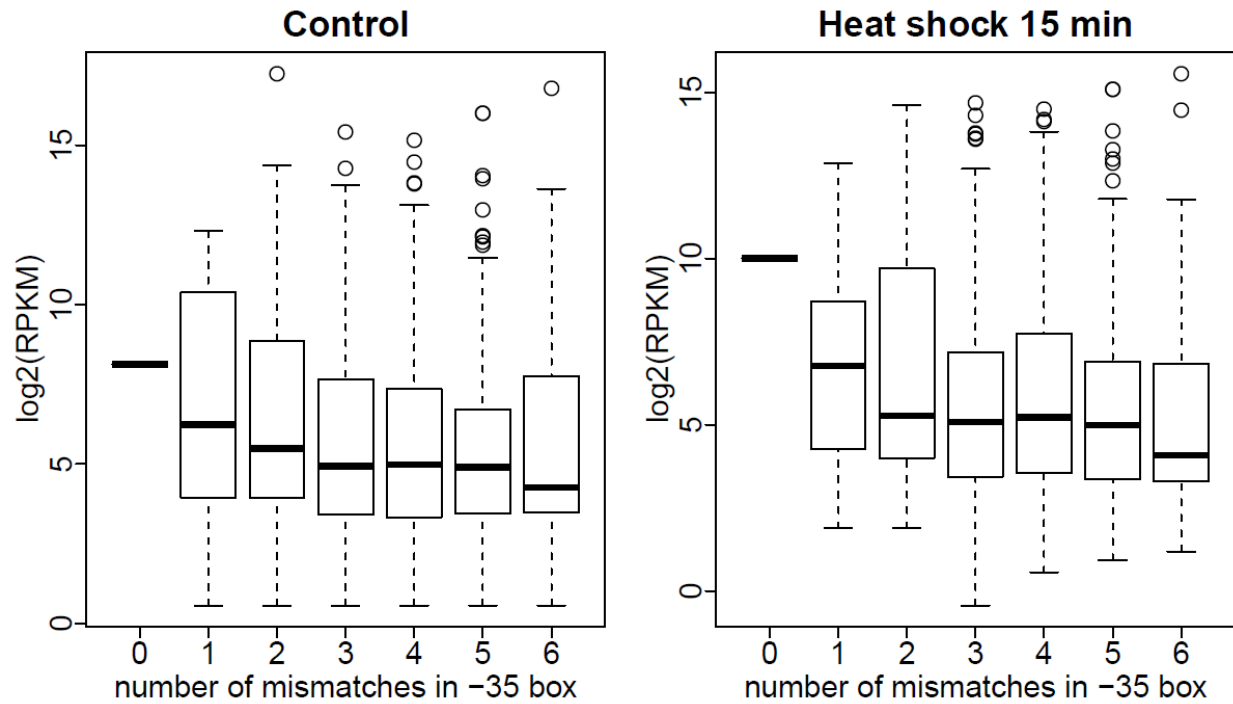 Control
log2(RPKM)
15
10
5
0
0 1 2 3 4 5 6
number of mismatches in −35 box
Heat shock 15 min
log2(RPKM)
15
10
5
0
0 1 2 3 4 5 6
number of mismatches in −35 box